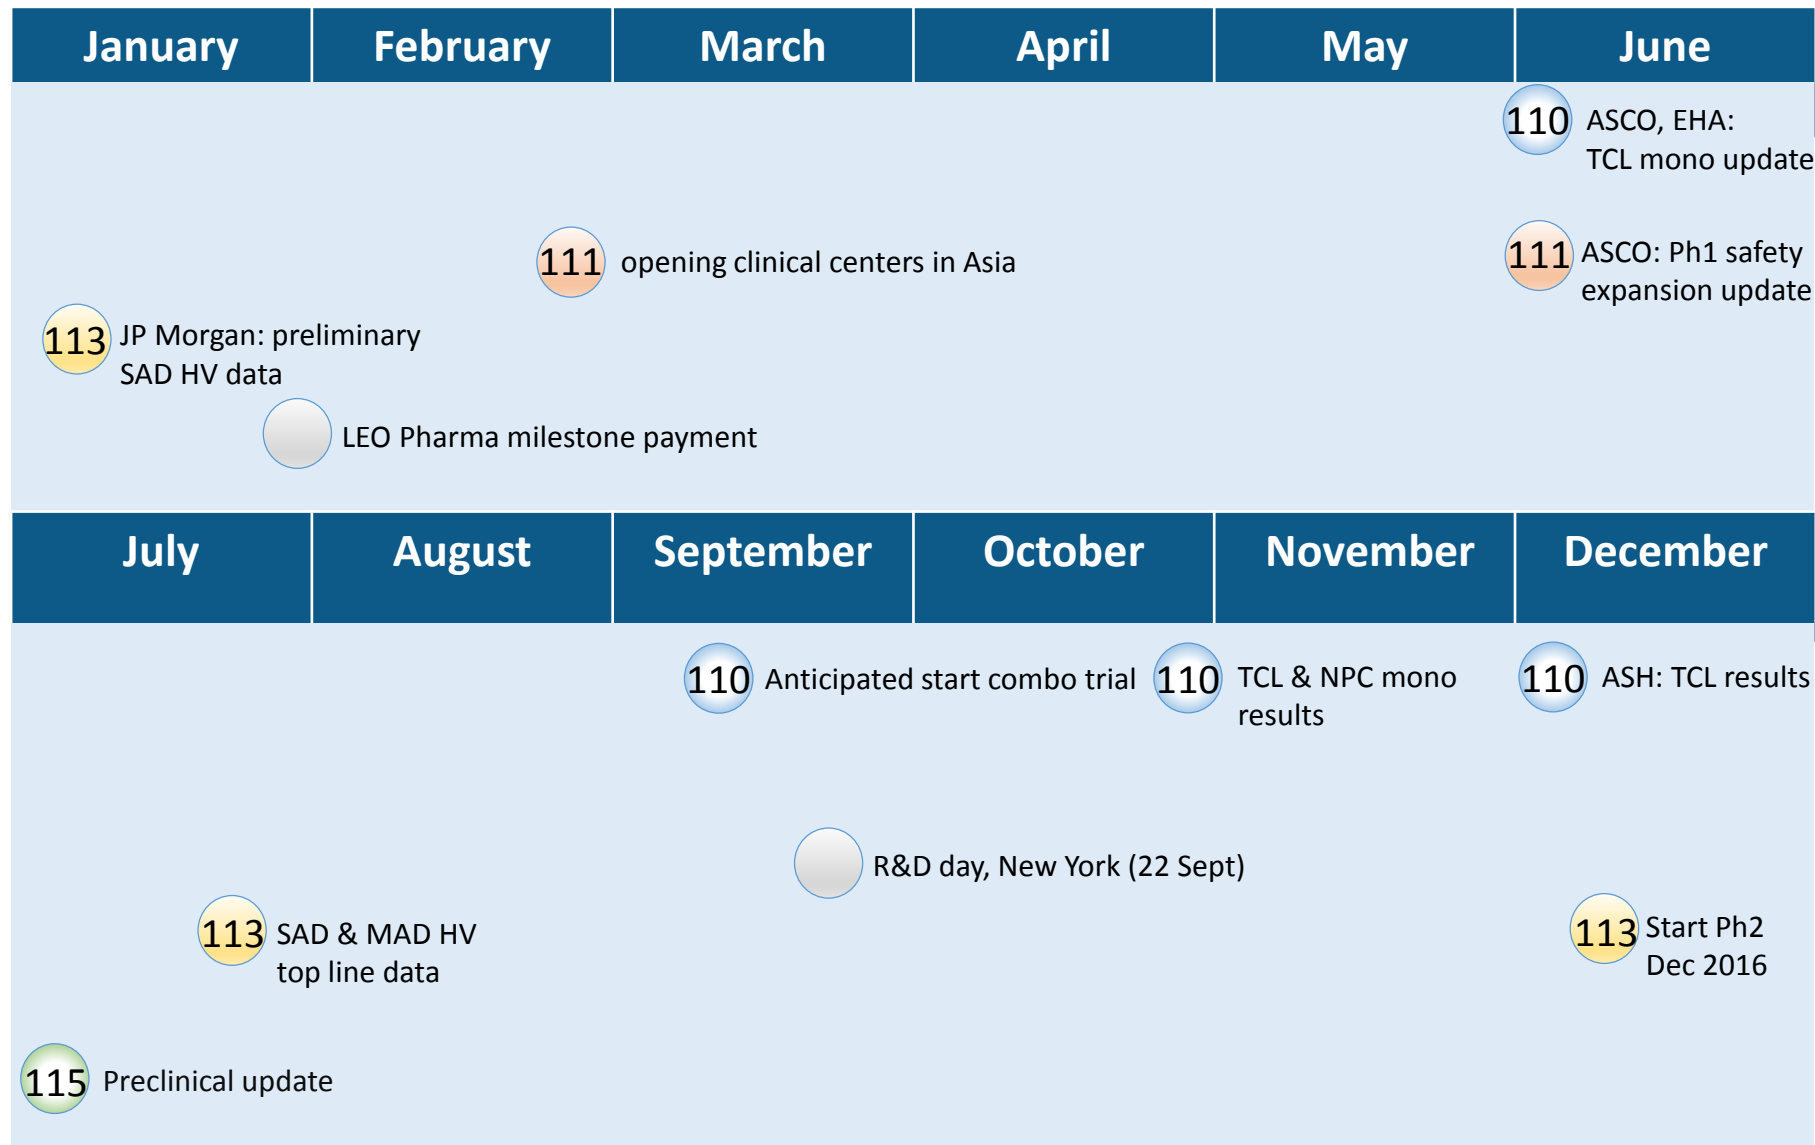 January February March April May June
110 ASCO, EHA:
TCL mono update
111 opening clinical centers in Asia
111 ASCO: Ph1 safety
expansion update
113 JP Morgan: preliminary
SAD HV data
LEO Pharma milestone payment
July August September October November December
110 Anticipated start combo trial
110 TCL & NPC mono
results
110 ASH: TCL results
R&D day, New York (22 Sept)
113 SAD & MAD HV
top line data
113 Start Ph2
Dec 2016
115 Preclinical update